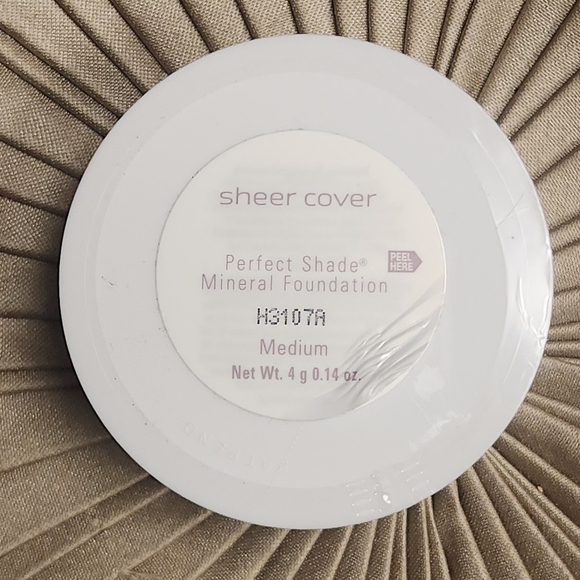 sheer cover
Perfect Shade®
Mineral Foundation
PEEL
HERE
H3107A
Medium
Net Wt. 4 g 0.14 oz.